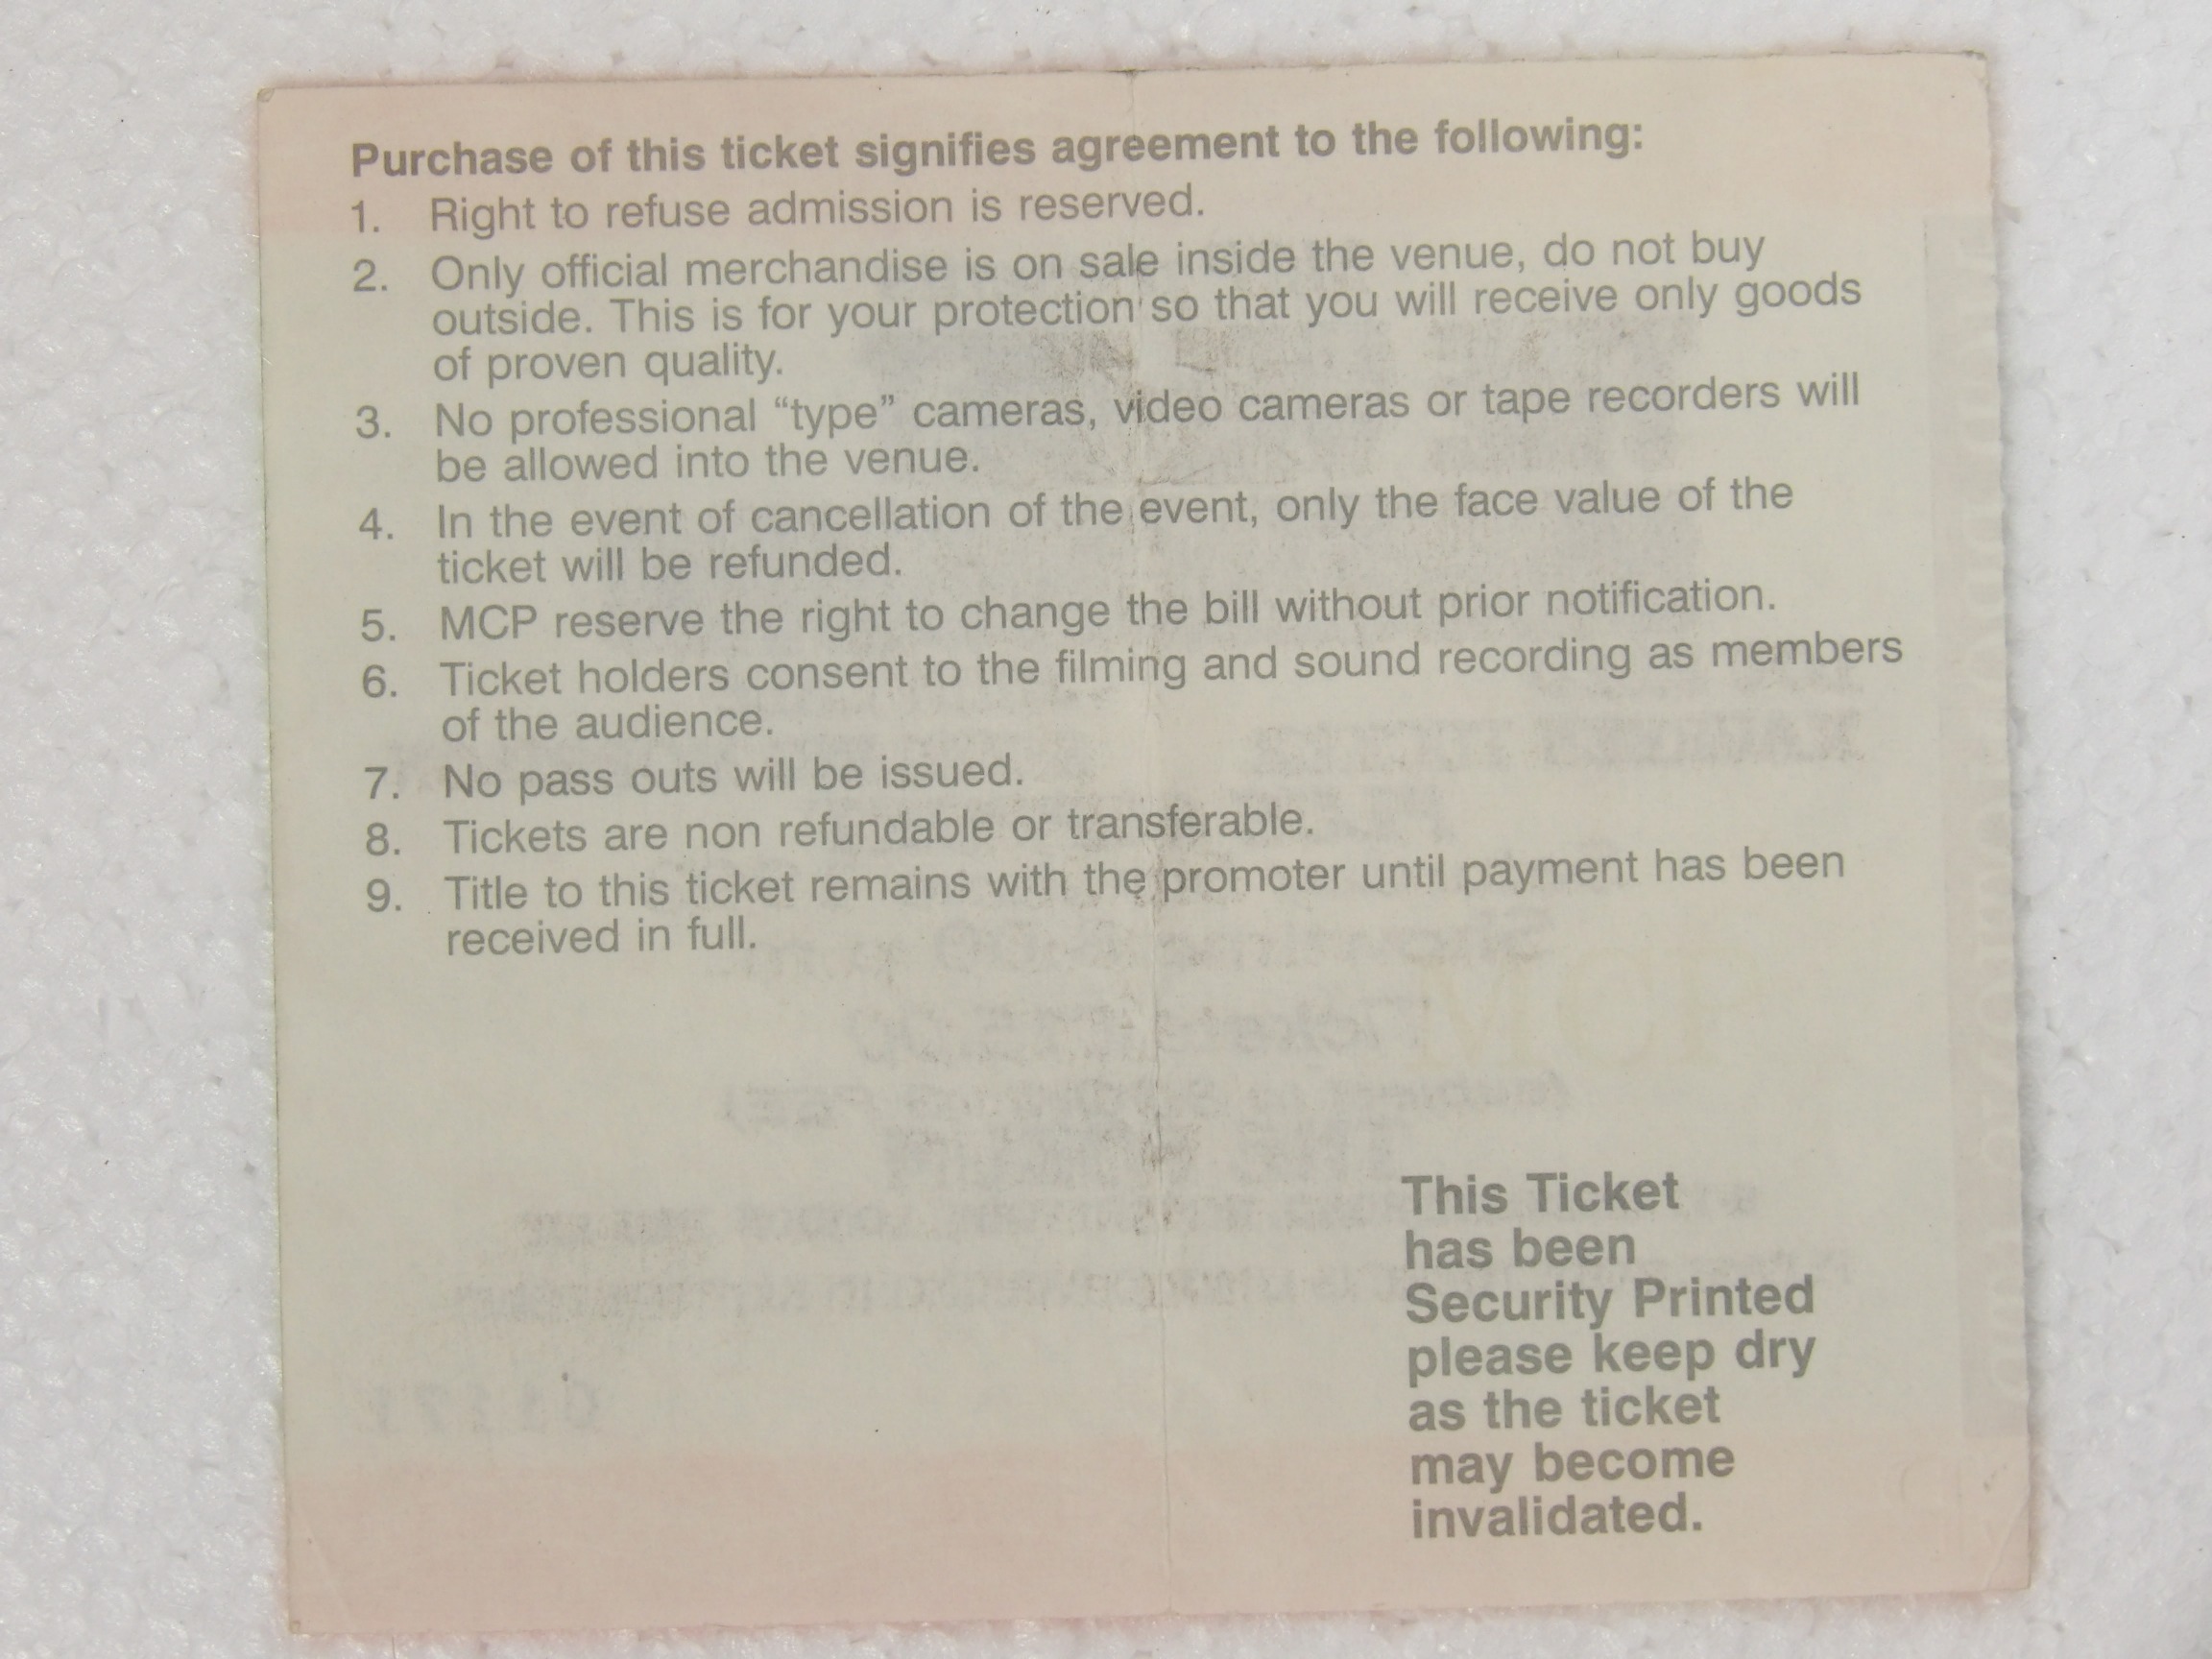 Purchase of this ticket signifies agreement to the following:
1. Right to refuse admission is reserved.
2. Only official merchandise is on sale inside the venue, do not buy
outside. This is for your protection so that you will receive only goods
of proven quality.
3. No professional “type” cameras, video cameras or tape recorders will
be allowed into the venue.
4. In the event of cancellation of the event, only the face value of the
ticket will be refunded.
5. MCP reserve the right to change the bill without prior notification.
6. Ticket holders consent to the filming and sound recording as members
of the audience.
7. No pass outs will be issued.
8. Tickets are non refundable or transferable.
9. Title to this ticket remains with the promoter until payment has been
received in full.
This Ticket
has been
Security Printed
please keep dry
as the ticket
may become
invalidated.